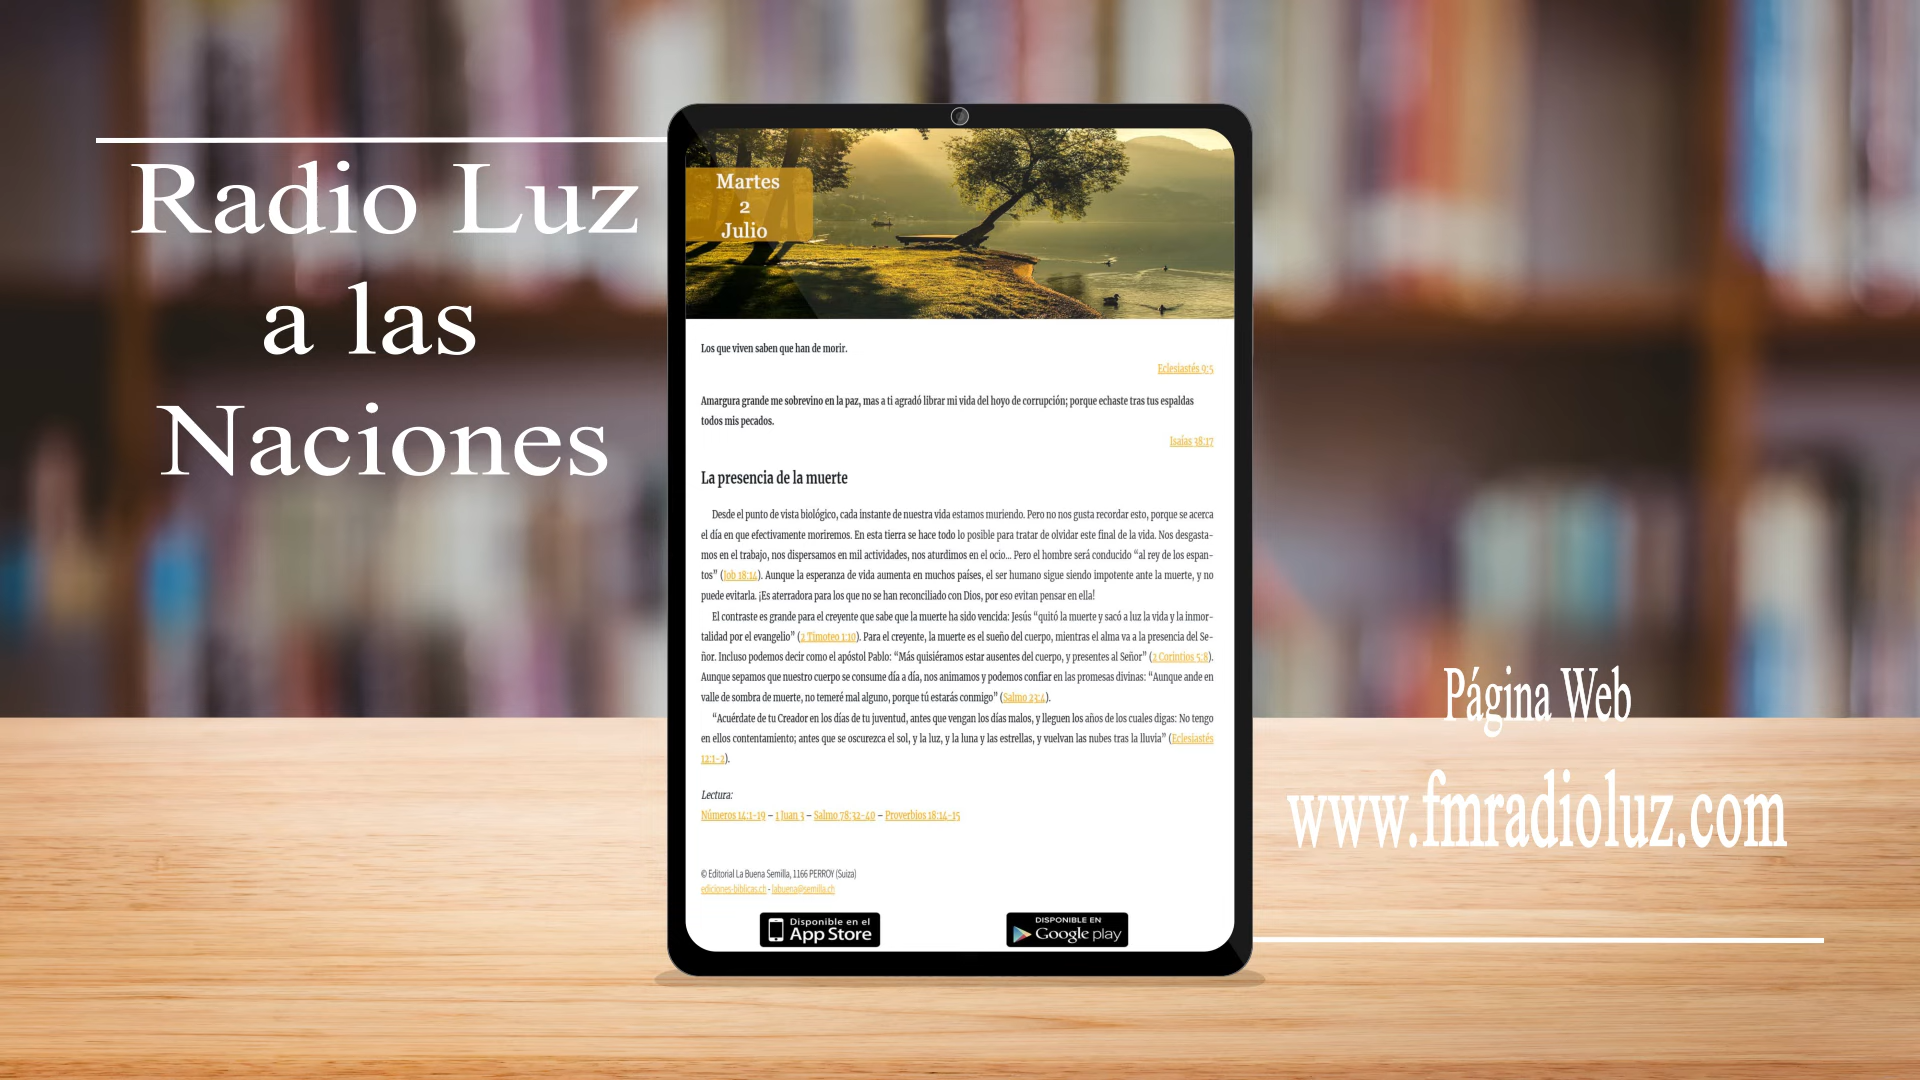 Radio Luz
a las
Naciones
Martes
2
Julio
Los que viven saben que han de morir.
Eclesiastés 9:5
Amargura grande me sobrevino en la paz, mas a ti agradó librar mi vida del hoyo de corrupción; porque echaste tras tus espaldas
todos mis pecados.
Isaías 38:17
La presencia de la muerte
Desde el punto de vista biológico, cada instante de nuestra vida estamos muriendo. Pero no nos gusta recordar esto, porque se acerca
el día en que efectivamente moriremos. En esta tierra se hace todo lo posible para tratar de olvidar este final de la vida. Nos desgasta-
mos en el trabajo, nos dispersamos en mil actividades, nos aturdimos en el ocio... Pero el hombre será conducido “al rey de los espan-
tos” (Job 18:14). Aunque la esperanza de vida aumenta en muchos países, el ser humano sigue siendo impotente ante la muerte, y no
puede evitarla. ¡Es aterradora para los que no se han reconciliado con Dios, por eso evitan pensar en ella!
El contraste es grande para el creyente que sabe que la muerte ha sido vencida: Jesús “quitó la muerte y sacó a luz la vida y la inmor-
talidad por el evangelio” (2 Timoteo 1:10). Para el creyente, la muerte es el sueño del cuerpo, mientras el alma va a la presencia del Se-
ñor. Incluso podemos decir como el apóstol Pablo: “Más quisiéramos estar ausentes del cuerpo, y presentes al Señor” (2 Corintios 5:8).
Aunque sepamos que nuestro cuerpo se consume día a día, nos animamos y podemos confiar en las promesas divinas: “Aunque ande en
valle de sombra de muerte, no temeré mal alguno, porque tú estarás conmigo” (Salmo 23:4).
“Acuérdate de tu Creador en los días de tu juventud, antes que vengan los días malos, y lleguen los años de los cuales digas: No tengo
en ellos contentamiento; antes que se oscurezca el sol, y la luz, y la luna y las estrellas, y vuelvan las nubes tras la lluvia” (Eclesiastés
12:1-2).
Lectura:
Números 14:1-19 – 1 Juan 3 – Salmo 78:32-40 – Proverbios 18:14-15
© Editorial La Buena Semilla, 1166 PERROY (Suiza)
ediciones-biblicas.ch - labuena@semilla.ch
Disponible en el
App Store
DISPONIBLE EN
Google play
Página Web
www.fmradioluz.com